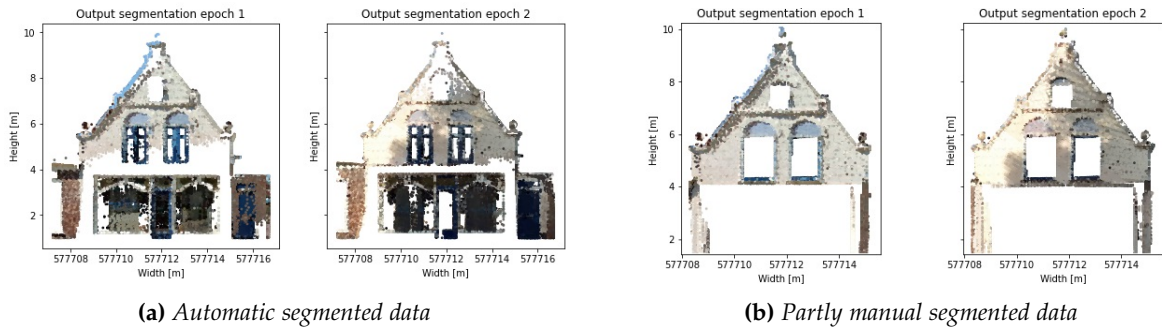 Output segmentation epoch 1
Output segmentation epoch 2
Output segmentation epoch 1
Output segmentation epoch 2
Height [m]
10
8
6
4
2
577708 577710 577712 577714 577716
Width [m]
Height [m]
577708 577710 577712 577714 577716
Width [m]
Height [m]
10
8
6
4
2
577708 577710 577712 577714
Width [m]
Height [m]
577708 577710 577712 577714
Width [m]
(a) Automatic segmented data
(b) Partly manual segmented data